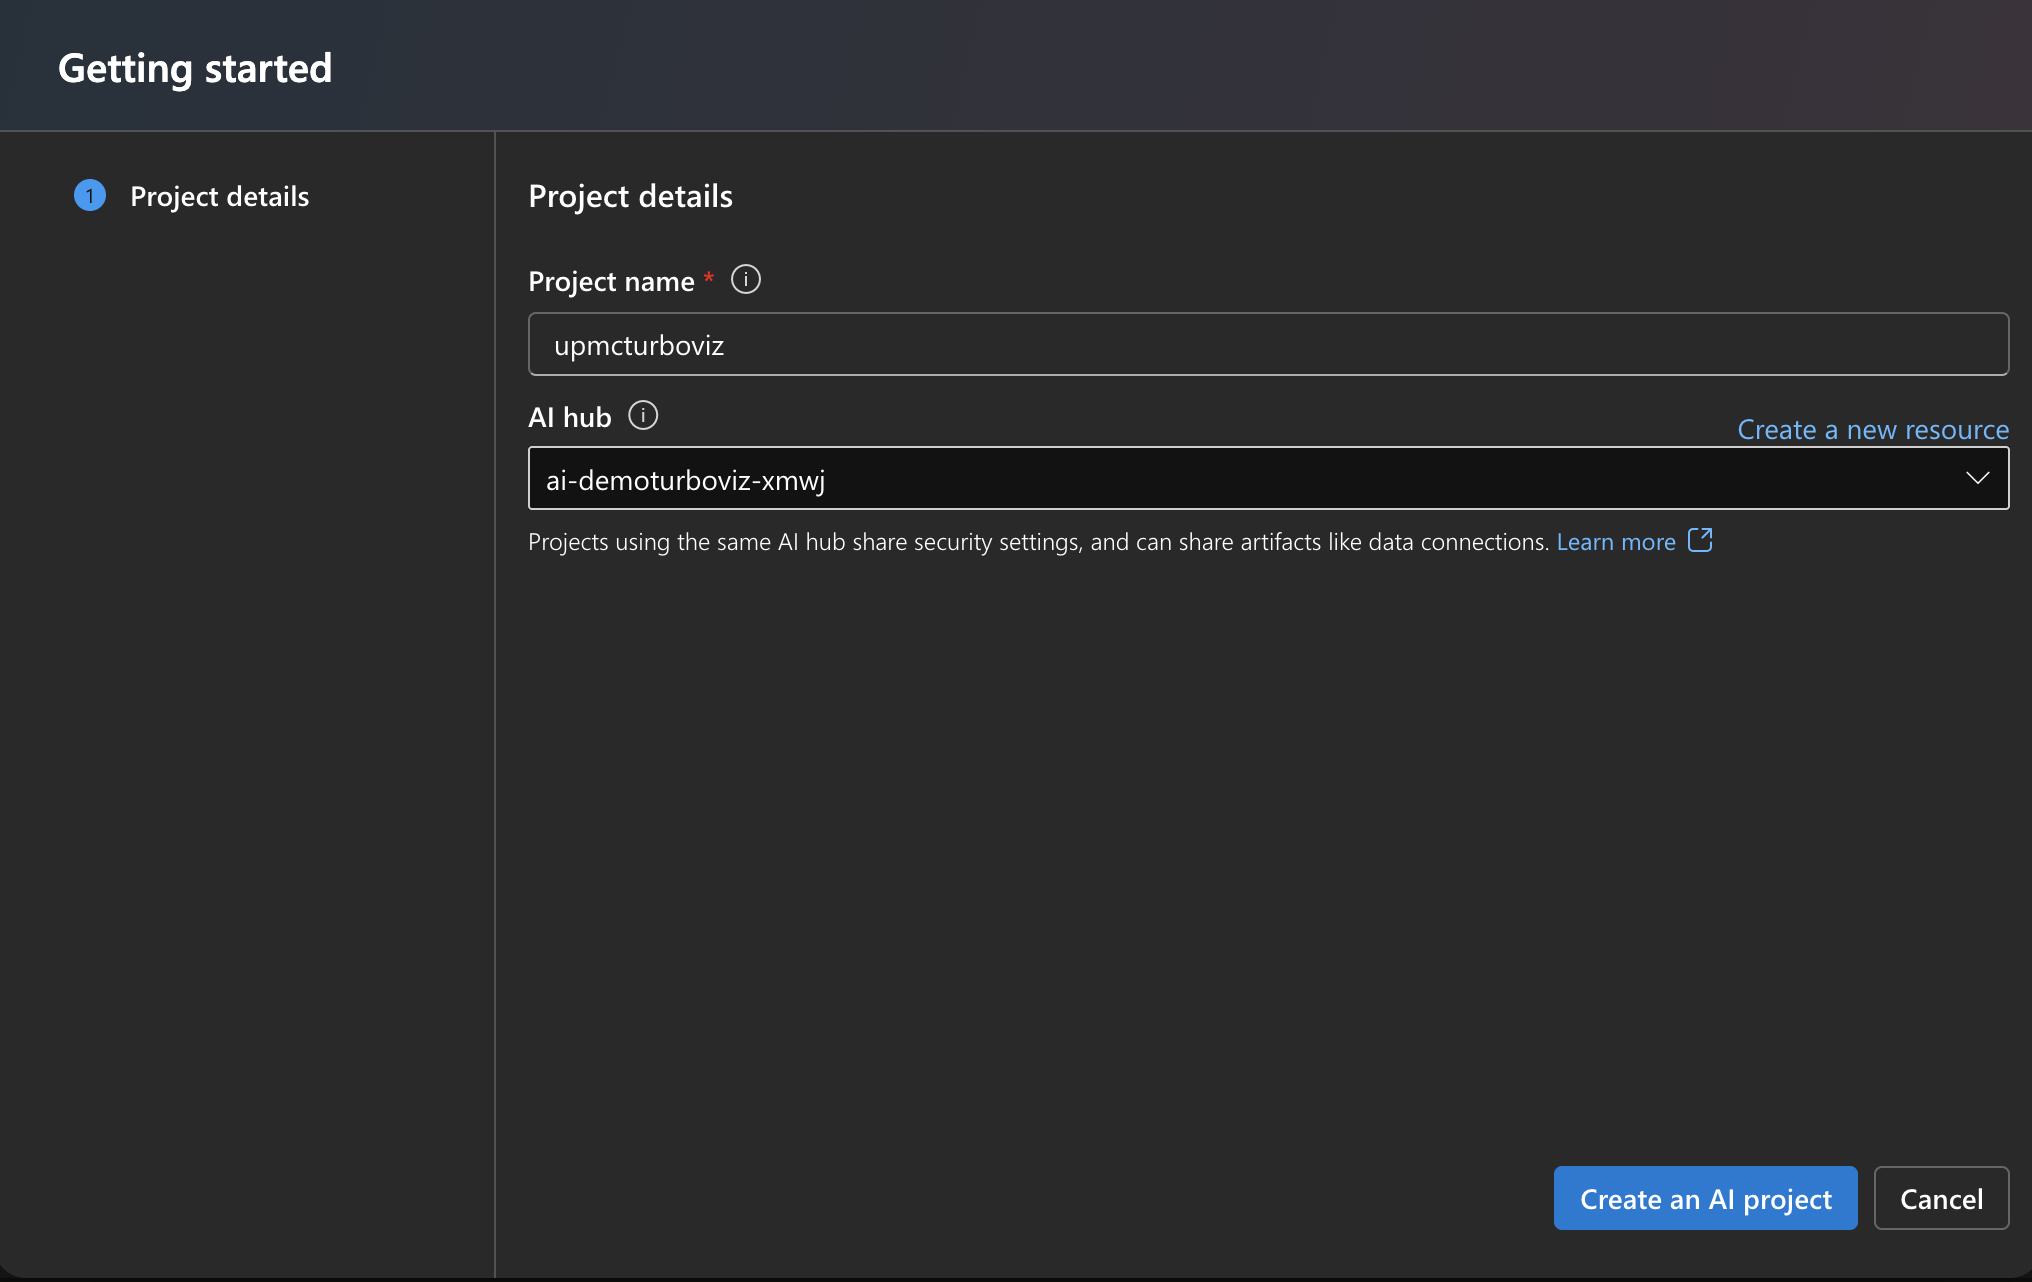 Getting started
1 Project details
Project details
Project name *
upmcturboviz
AI hub
Create a new resource
ai-demoturboviz-xmwj
Projects using the same AI hub share security settings, and can share artifacts like data connections. Learn more
Create an AI project
Cancel